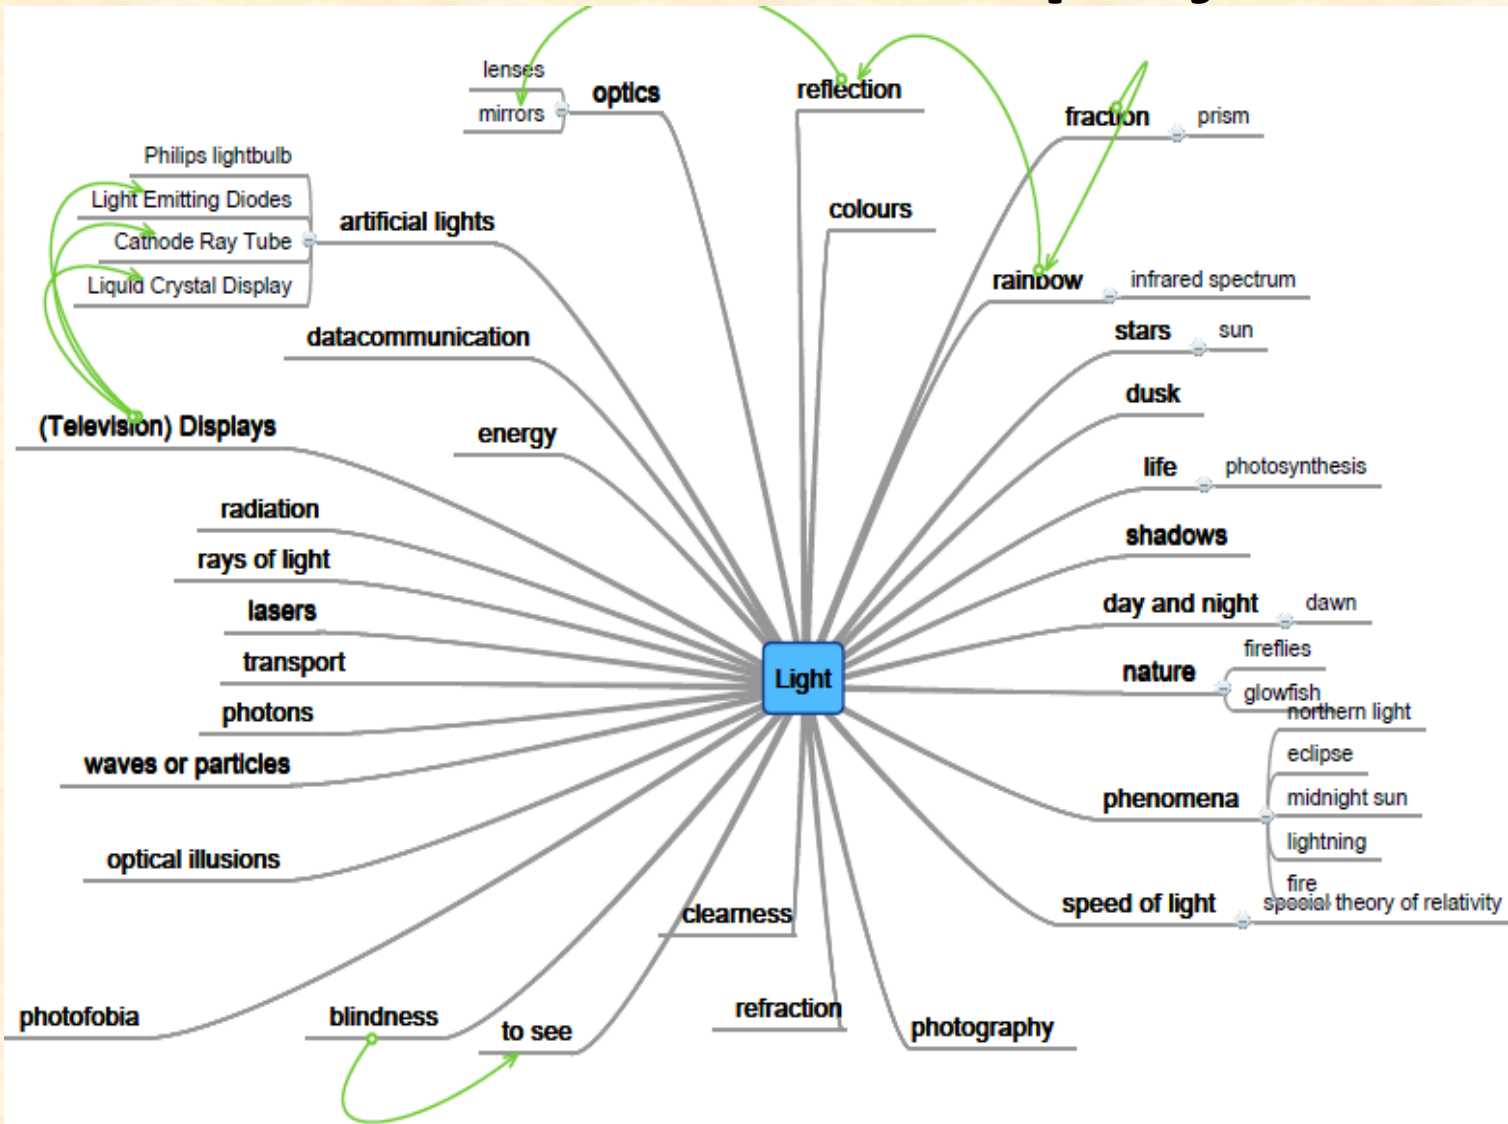 lenses
mirrors
optics
reflection
fraction
prism
Philips lightbulb
Light Emitting Diodes
Cathode Ray Tube
Liquid Crystal Display
artificial lights
colours
rainbow
infrared spectrum
datacommunication
stars
sun
dusk
(Television) Displays
energy
life
photosynthesis
radiation
shadows
rays of light
lasers
day and night
dawn
transport
Light
nature
fireflies
glowfish
photons
northern light
waves or particles
eclipse
phenomena
midnight sun
lightning
fire
optical illusions
clearness
speed of light
special theory of relativity
photofobia
blindness
to see
refraction
photography